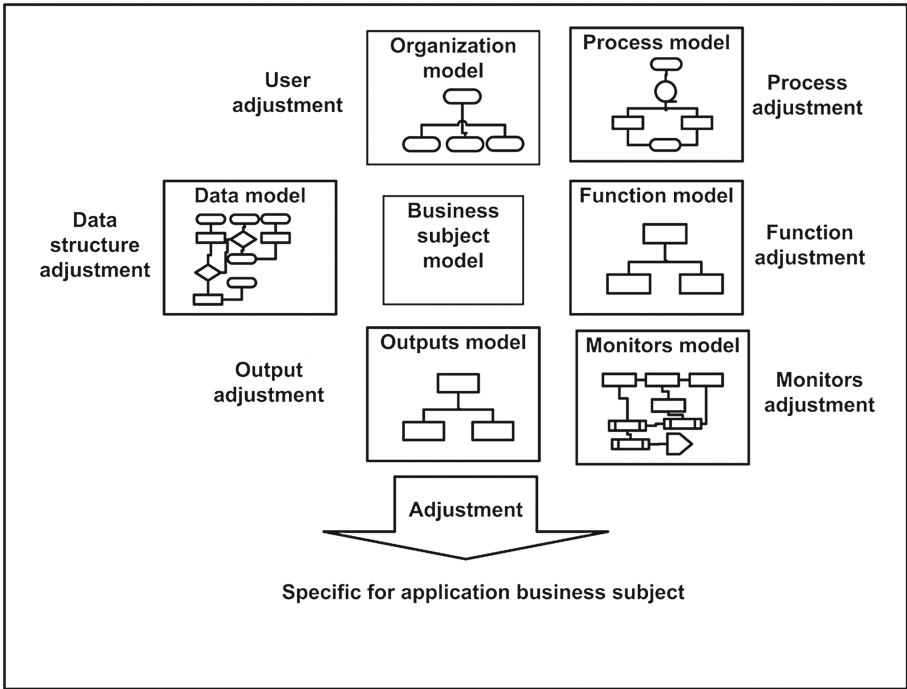 Organization
model
Process model
User
adjustment
Process
adjustment
Data model
Business
subject
model
Function model
Data
structure
adjustment
Function
adjustment
Outputs model
Monitors model
Output
adjustment
Monitors
adjustment
Adjustment
Specific for application business subject